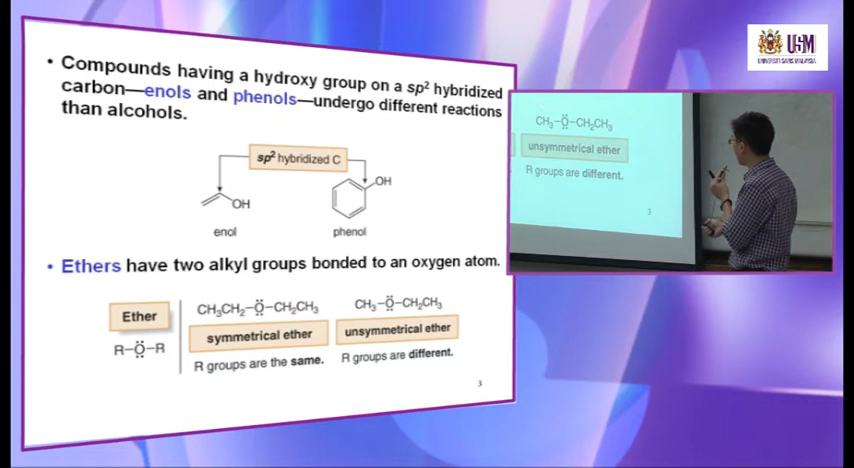 • Compounds having a hydroxy group on a sp² hybridized
carbon—enols and phenols—undergo different reactions
than alcohols.
sp² hybridized C
OH
OH
enol
phenol
• Ethers have two alkyl groups bonded to an oxygen atom.
Ether
R–Ö–R
CH₃CH₂–Ö–CH₂CH₃
symmetrical ether
R groups are the same.
CH₃–Ö–CH₂CH₃
unsymmetrical ether
R groups are different.
3
USM
UNIVERSITI SAINS MALAYSIA
CH₃–Ö–CH₂CH₃
unsymmetrical ether
R groups are different.
3